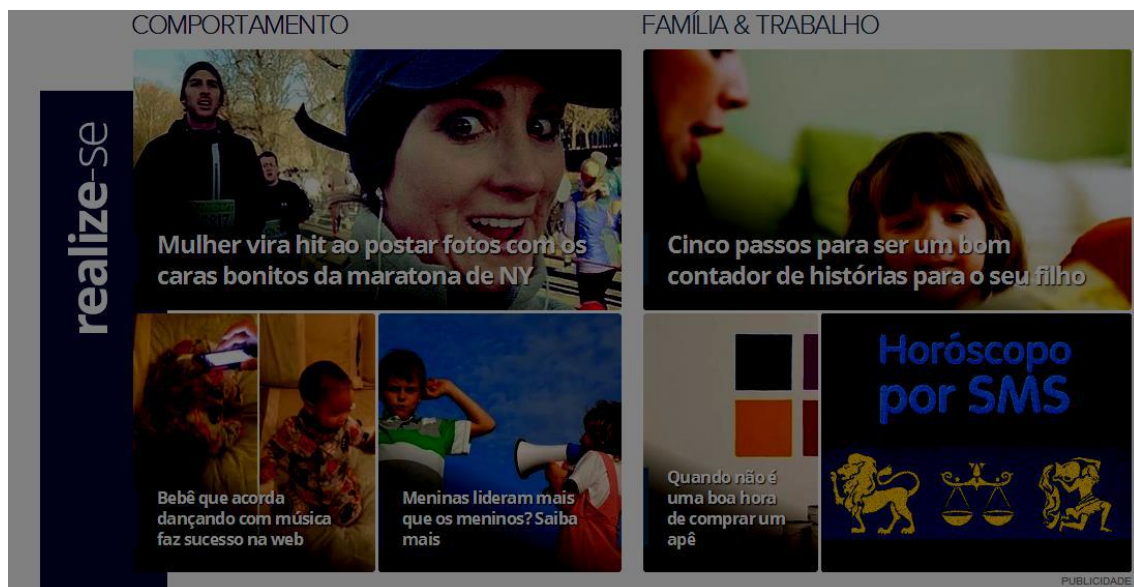 COMPORTAMENTO
FAMÍLIA & TRABALHO
realize-se
Mulher vira hit ao postar fotos com os
caras bonitos da maratona de NY
Cinco passos para ser um bom
contador de histórias para o seu filho
Bebê que acorda
dançando com música
faz sucesso na web
Meninas lideram mais
que os meninos? Saiba
mais
Quando não é
uma boa hora
de comprar um
apê
Horóscopo
por SMS
PUBLICIDADE